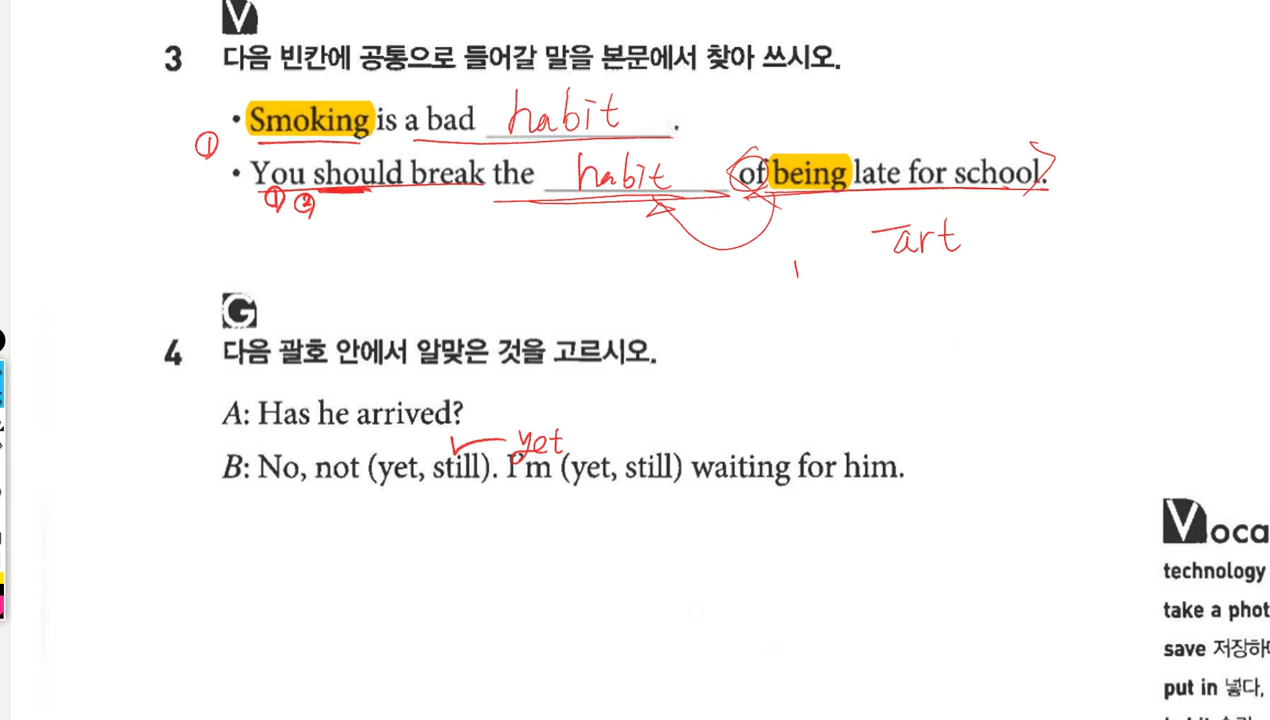 V
3 다음 빈칸에 공통으로 들어갈 말을 본문에서 찾아 쓰시오.
• Smoking is a bad habit.
①
• You should break the habit of being late for school.
① ②
art
G
4 다음 괄호 안에서 알맞은 것을 고르시오.
A: Has he arrived?
yet
B: No, not (yet, still). I'm (yet, still) waiting for him.
Voca
technology
take a phot
save 저장하
put in 넣다,